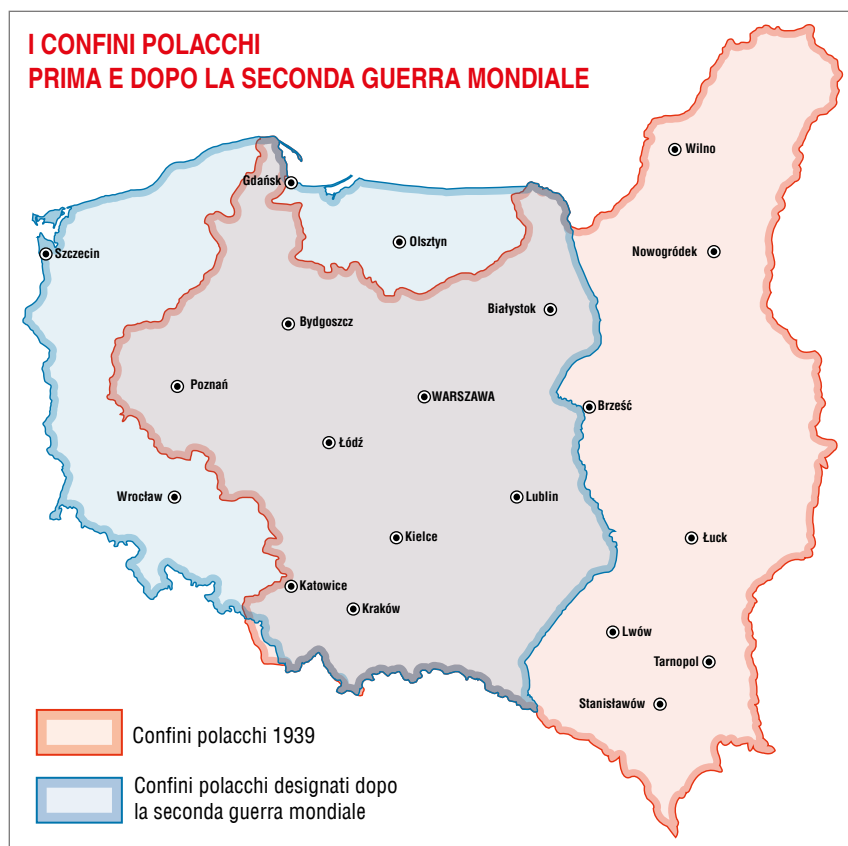 I CONFINI POLACCHI
PRIMA E DOPO LA SECONDA GUERRA MONDIALE
Wilno
Gdańsk
Olsztyn
Nowogródek
Szczecin
Białystok
Bydgoszcz
Poznań
WARSZAWA
Brześć
Łódź
Wrocław
Lublin
Kielce
Łuck
Katowice
Kraków
Lwów
Tarnopol
Stanisławów
Confini polacchi 1939
Confini polacchi designati dopo
la seconda guerra mondiale